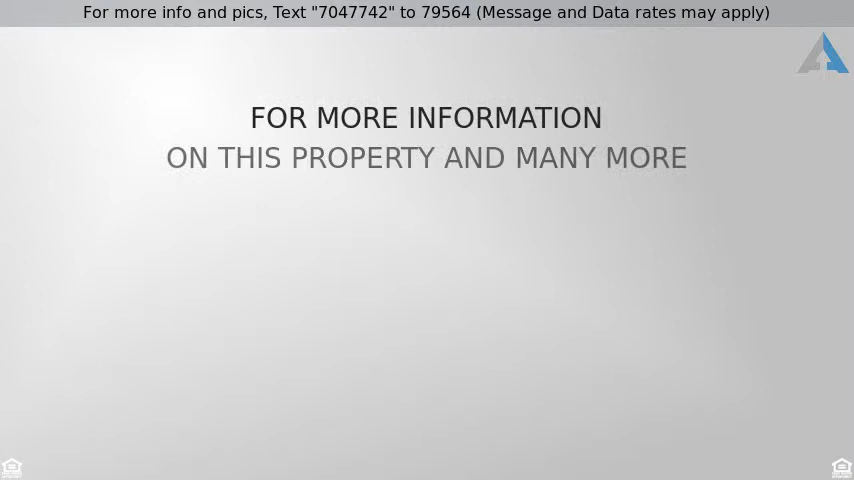 For more info and pics, Text "7047742" to 79564 (Message and Data rates may apply)
FOR MORE INFORMATION
ON THIS PROPERTY AND MANY MORE